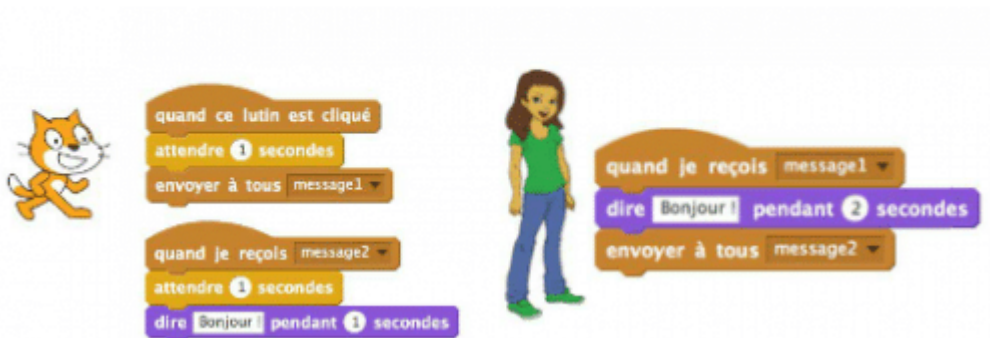 quand ce lutin est cliqué
attendre 1 secondes
envoyer à tous message1
quand je reçois message2
attendre 1 secondes
dire Bonjour ! pendant 1 secondes
quand je reçois message1
dire Bonjour ! pendant 2 secondes
envoyer à tous message2